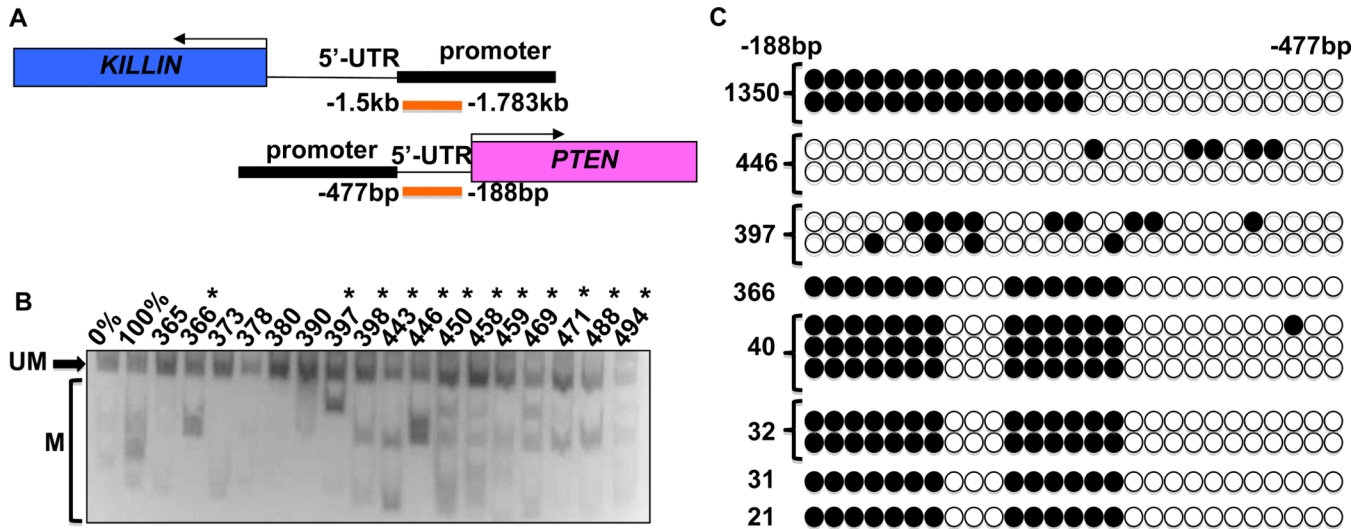 A
KILLIN
5'-UTR
promoter
-1.5kb
-1.783kb
promoter
5'-UTR
PTEN
-477bp
-188bp
B
0% 100% 365 366* 373 378 380 390 397* 398* 443* 446* 450* 458* 459* 469* 471* 488* 494*
UM
M
C
-188bp
-477bp
1350
446
397
366
40
32
31
21